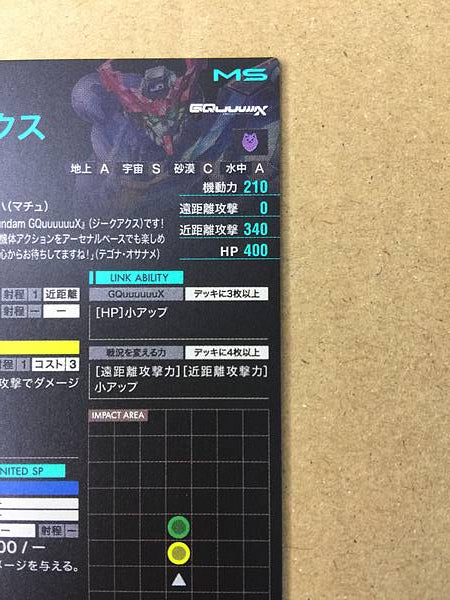 MS
GQuuuuuuX
クス
地上 A 宇宙 S 砂漠 C 水中 A
機動力 210
ハ(マチュ)
遠距離攻撃 0
undam GQuuuuuuX』(ジークアクス)です!
近距離攻撃 340
機体アクションをアーセナルベースでも楽しめ
HP 400
心からお待ちしてますね!」(デゴナ・オサナメ)
LINK ABILITY
射程 1 近距離
GQuuuuuuX デッキに3枚以上
射程 ー ー
[HP]小アップ
戦況を変える力 デッキに4枚以上
程 1 コスト 3
[遠距離攻撃力][近距離攻撃力]
小アップ
攻撃でダメージ
IMPACT AREA
NITED SP
ー 射程 ー
00 / ー
メージを与える。